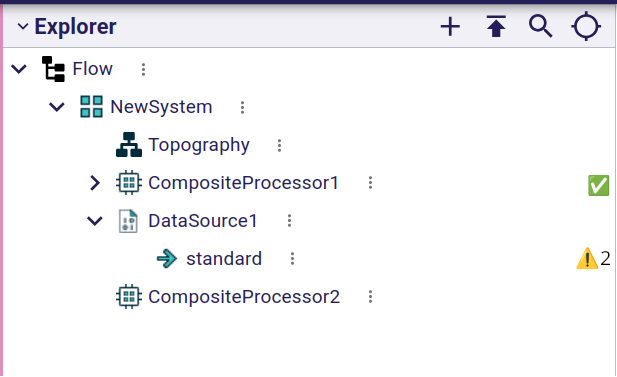 Explorer
Flow
NewSystem
Topography
CompositeProcessor1
DataSource1
standard 2
CompositeProcessor2